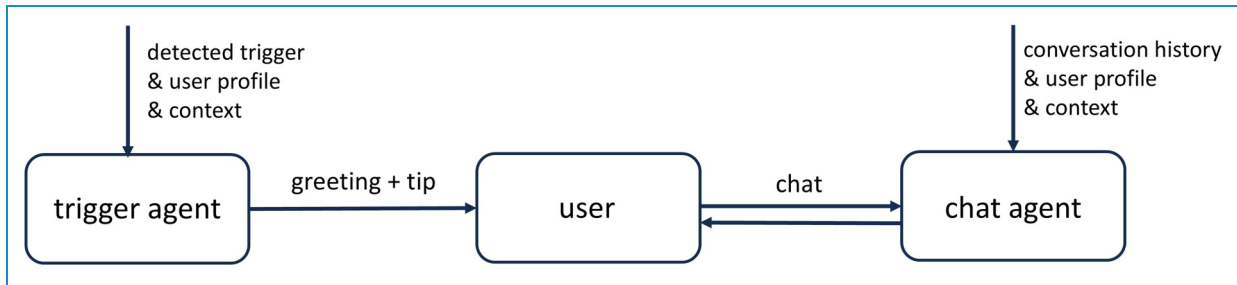 detected trigger
& user profile
& context
conversation history
& user profile
& context
trigger agent
greeting + tip
user
chat
chat agent